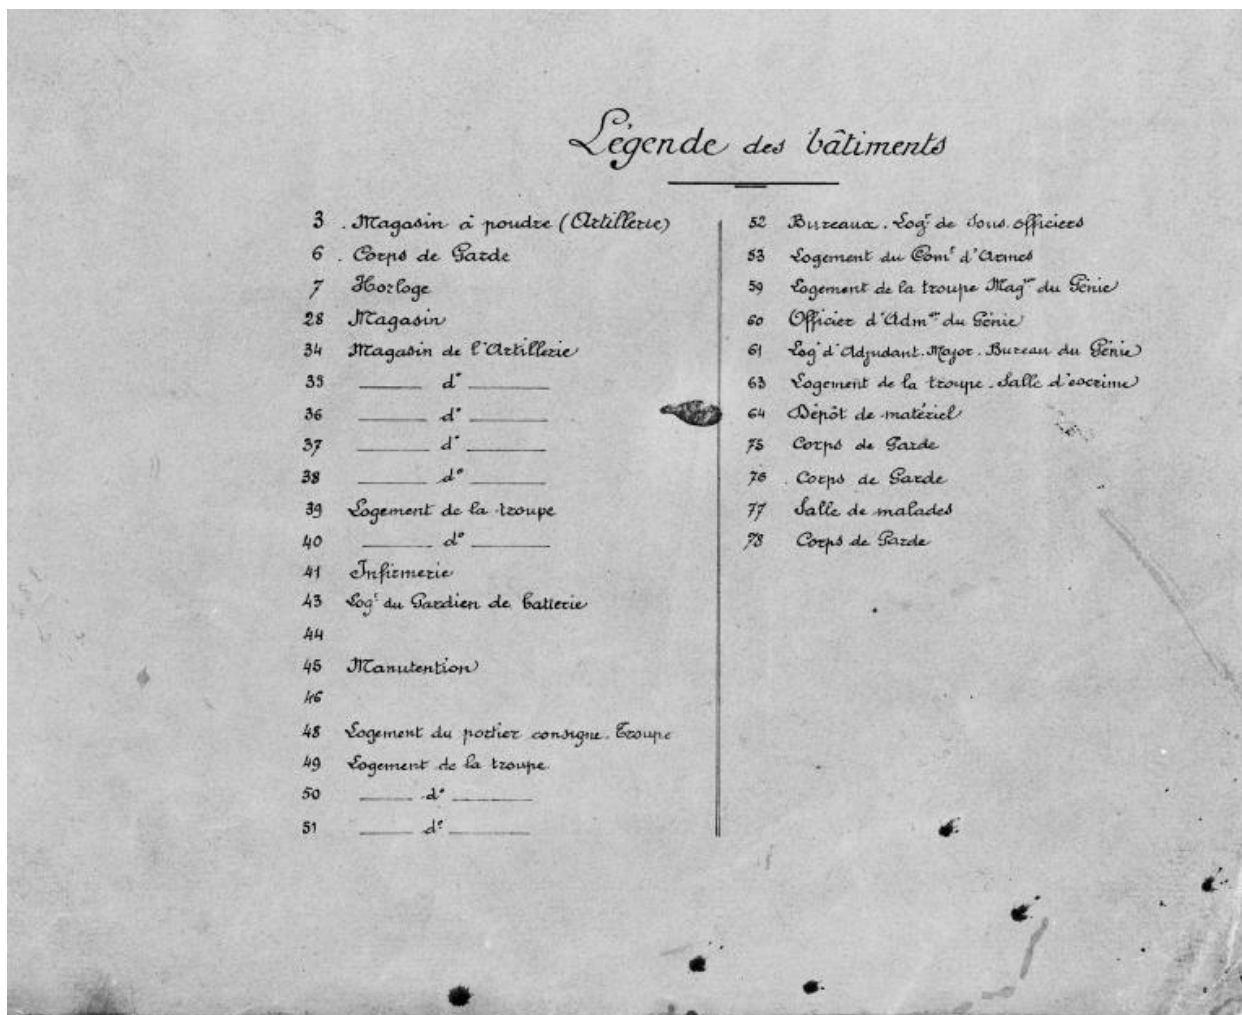 Légende des bâtiments
3 . Magasin à poudre (Artillerie)
6 . Corps de Garde
7 Horloge
28 Magasin
34 Magasin de l'Artillerie
35 —— d° ——
36 —— d° ——
37 —— d° ——
38 —— d° ——
39 Logement de la troupe
40 —— d° ——
41 Infirmerie
43 Logt du Gardien de batterie
44
45 Manutention
46
48 Logement du portier consigne. Troupe
49 Logement de la troupe
50 —— d° ——
51 —— d° ——
52 Bureaux. Logt de Sous. officiers
53 Logement du Comt d'Armes
59 Logement de la troupe Magin du Génie
60 Officier d'Admon du Génie
61 Logt d'Adjudant. Major. Bureau du Génie
63 Logement de la troupe. Salle d'escrime
64 Dépôt de matériel
75 Corps de Garde
76 . Corps de Garde
77 Salle de malades
78 Corps de Garde